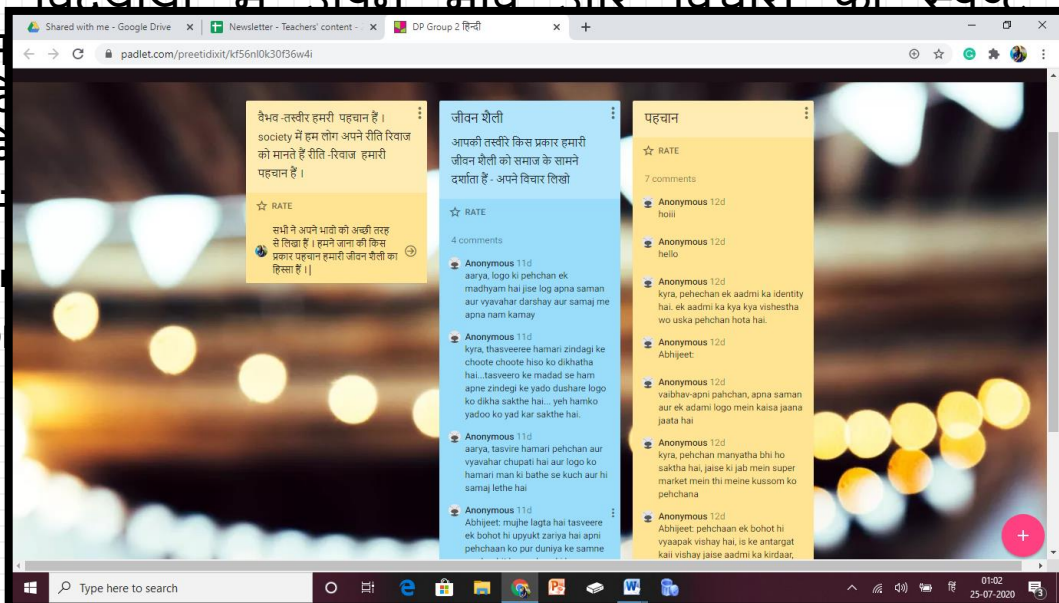 विद्यार्थी में अपने भाव और विचारों को स्पष्ट
Shared with me - Google Drive
Newsletter - Teachers' content -
DP Group 2 हिन्दी
padlet.com/preetidixit/kf56nl0k30f36w4i
वैभव -तस्वीर हमरी पहचान हैं ।
society में हम लोग अपने रीति रिवाज
को मानते हैं रीति -रिवाज हमारी
पहचान हैं ।
RATE
सभी ने अपने भावो को अच्छी तरह
से लिखा हैं । हमने जाना की किस
प्रकार पहचान हमारी जीवन शैली का
हिस्सा हैं ।
जीवन शैली
आपकी तस्वीरे किस प्रकार हमारी
जीवन शैली को समाज के सामने
दर्शाता हैं - अपने विचार लिखो
RATE
4 comments
Anonymous 11d
aarya, logo ki pehchan ek
madhyam hai jise log apna saman
aur vyavahar darshay aur samaj me
apna nam kamay
Anonymous 11d
kyra, thasveeree hamari zindagi ke
choote choote hiso ko dikhatha
hai...tasveero ke madad se ham
apne zindegi ke yado dushare logo
ko dikha sakthe hai... yeh hamko
yadoo ko yad kar sakthe hai.
Anonymous 11d
aarya, tasvire hamari pehchan aur
vyavahar chupati hai aur logo ko
hamari man ki bathe se kuch aur hi
samaj lethe hai
Anonymous 11d
Abhijeet: mujhe lagta hai tasveere
ek bohot hi upyukt zariya hai apni
pehchaan ko pur duniya ke samne
पहचान
RATE
7 comments
Anonymous 12d
hoiii
Anonymous 12d
hello
Anonymous 12d
kyra, pehechan ek aadmi ka identity
hai. ek aadmi ka kya kya vishestha
wo uska pehchan hota hai.
Anonymous 12d
Abhijeet:
Anonymous 12d
vaibhav-apni pahchan, apna saman
aur ek adami logo mein kaisa jaana
jaata hai
Anonymous 12d
kyra, pehchan manyatha bhi ho
saktha hai, jaise ki jab mein super
market mein thi meine kussom ko
pehchana
Anonymous 12d
Abhijeet: pehchaan ek bohot hi
vyaapak vishay hai, is ke antargat
kaii vishay jaise aadmi ka kirdaar,
Type here to search
हिं
01:02
25-07-2020